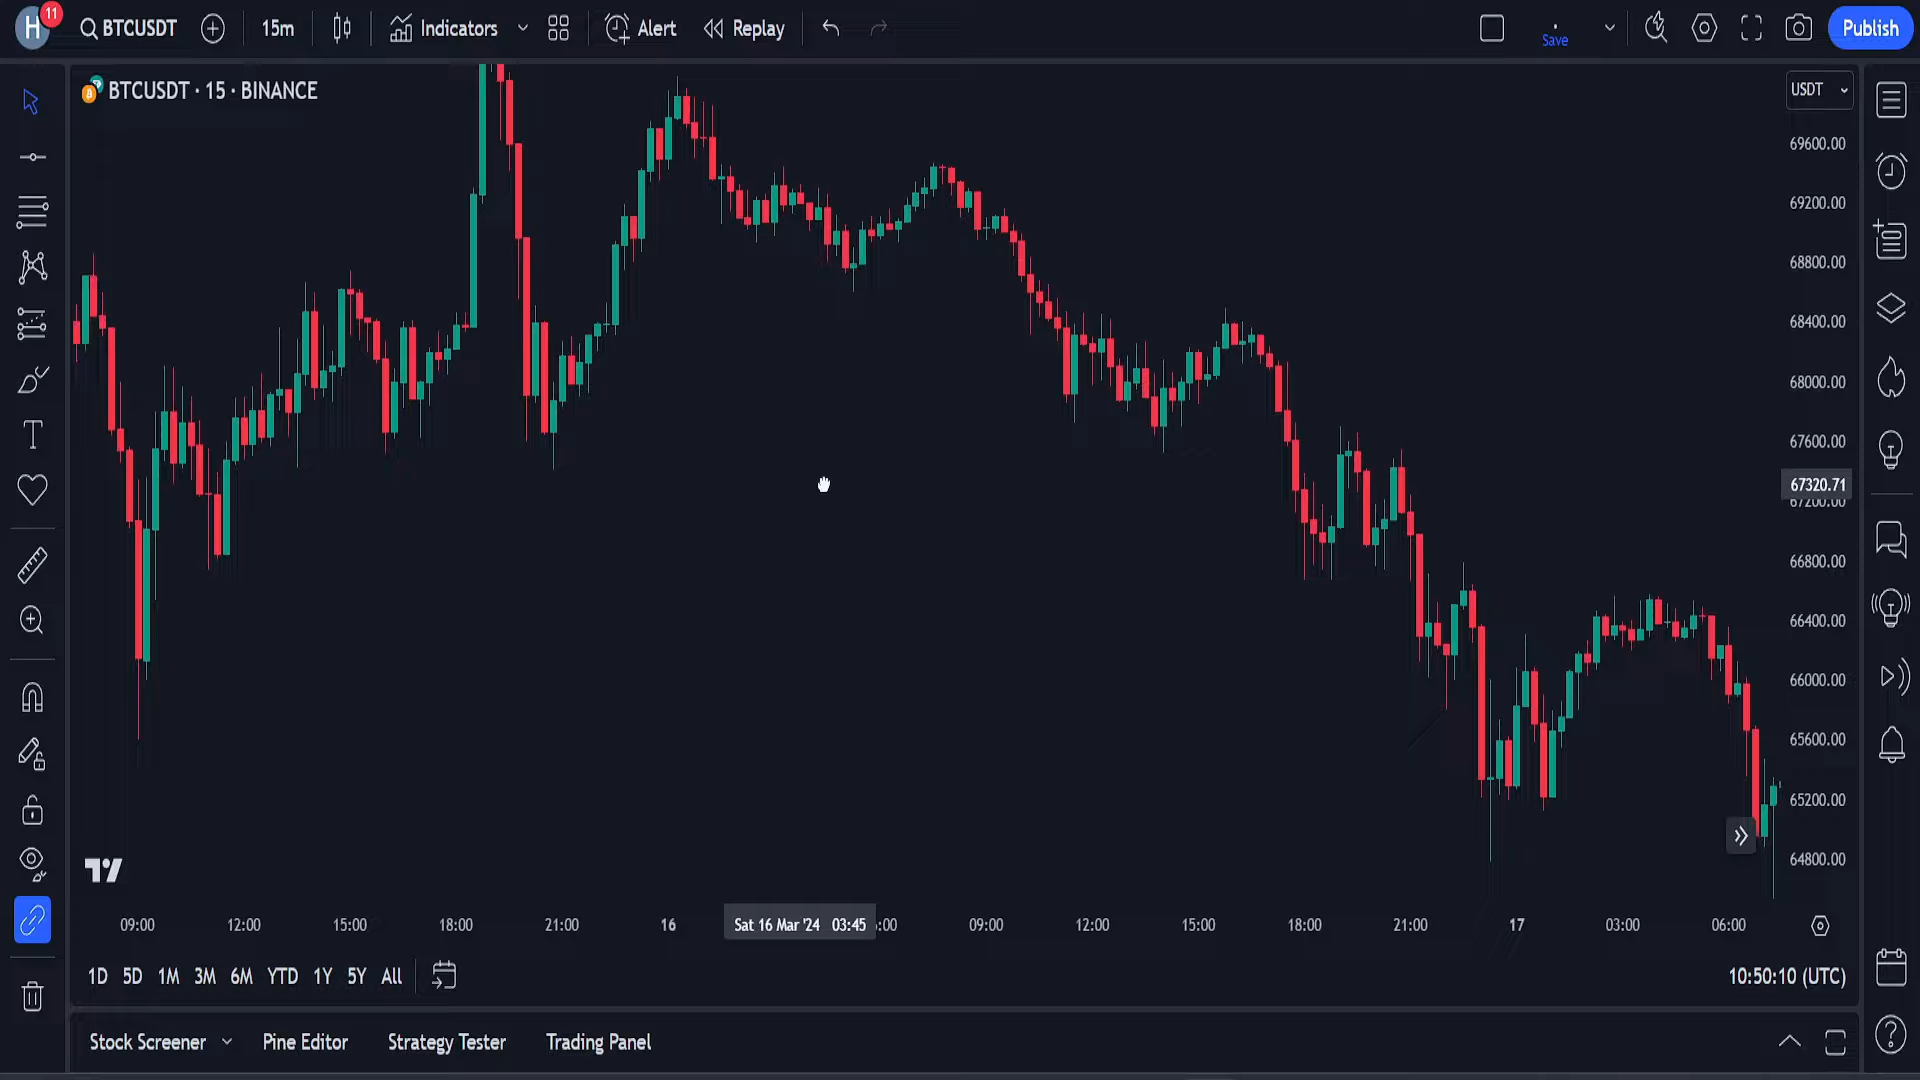 H 11 BTCUSDT 15m Indicators Alert Replay Save Publish
BTCUSDT · 15 · BINANCE
USDT
69600.00
69200.00
68800.00
68400.00
68000.00
67600.00
67320.71
67200.00
66800.00
66400.00
66000.00
65600.00
65200.00
64800.00
09:00 12:00 15:00 18:00 21:00 16 Sat 16 Mar '24 03:45 :00 09:00 12:00 15:00 18:00 21:00 17 03:00 06:00
1D 5D 1M 3M 6M YTD 1Y 5Y All 10:50:10 (UTC)
Stock Screener Pine Editor Strategy Tester Trading Panel